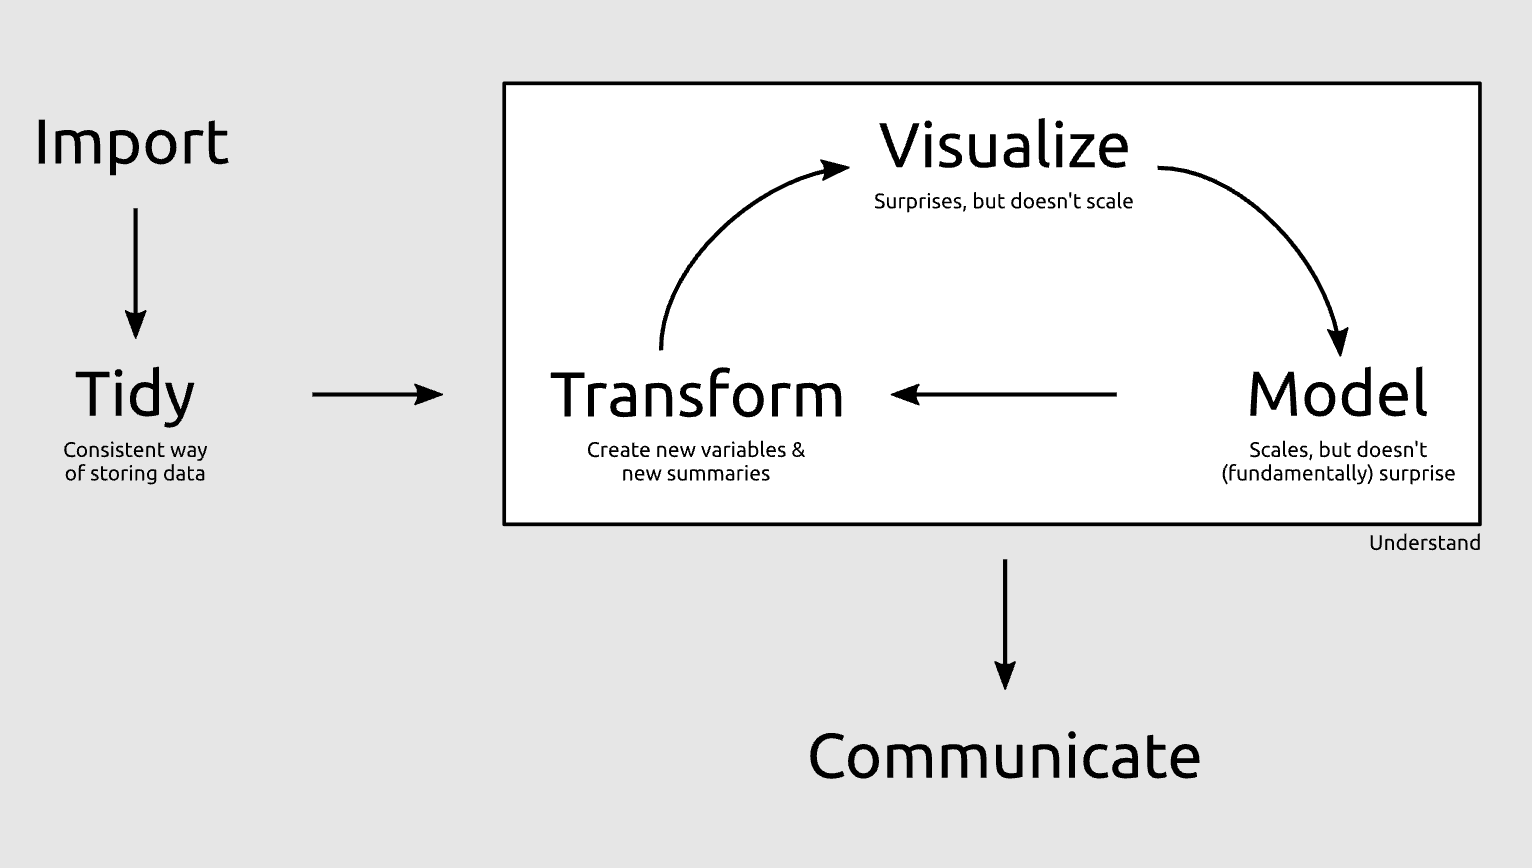 Import
Visualize
Surprises, but doesn't scale
Tidy
Consistent way
of storing data
Transform
Create new variables &
new summaries
Model
Scales, but doesn't
(fundamentally) surprise
Understand
Communicate